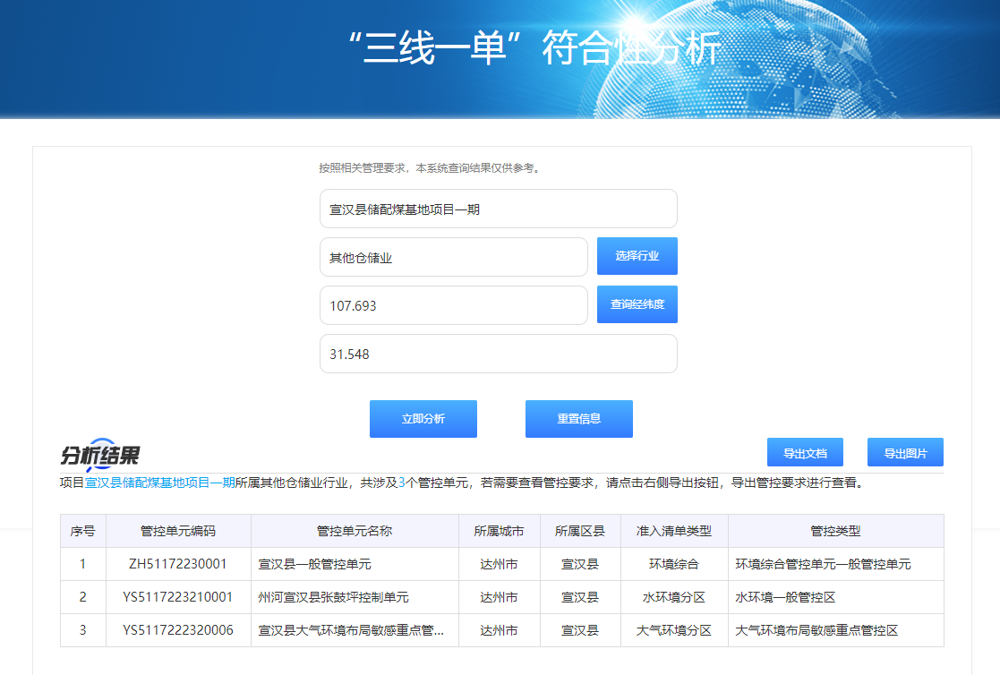 “三线一单”符合性分析
按照相关管理要求，本系统查询结果仅供参考。
宣汉县储配煤基地项目一期
其他仓储业 选择行业
107.693 查询经纬度
31.548
立即分析 重置信息
分析结果 导出文档 导出图片
项目宣汉县储配煤基地项目一期所属其他仓储业行业，共涉及3个管控单元，若需要查看管控要求，请点击右侧导出按钮，导出管控要求进行查看。
序号 管控单元编码 管控单元名称 所属城市 所属区县 准入清单类型 管控类型
1 ZH51172230001 宣汉县一般管控单元 达州市 宣汉县 环境综合 环境综合管控单元一般管控单元
2 YS5117223210001 州河宣汉县张鼓坪控制单元 达州市 宣汉县 水环境分区 水环境一般管控区
3 YS5117222320006 宣汉县大气环境布局敏感重点管... 达州市 宣汉县 大气环境分区 大气环境布局敏感重点管控区